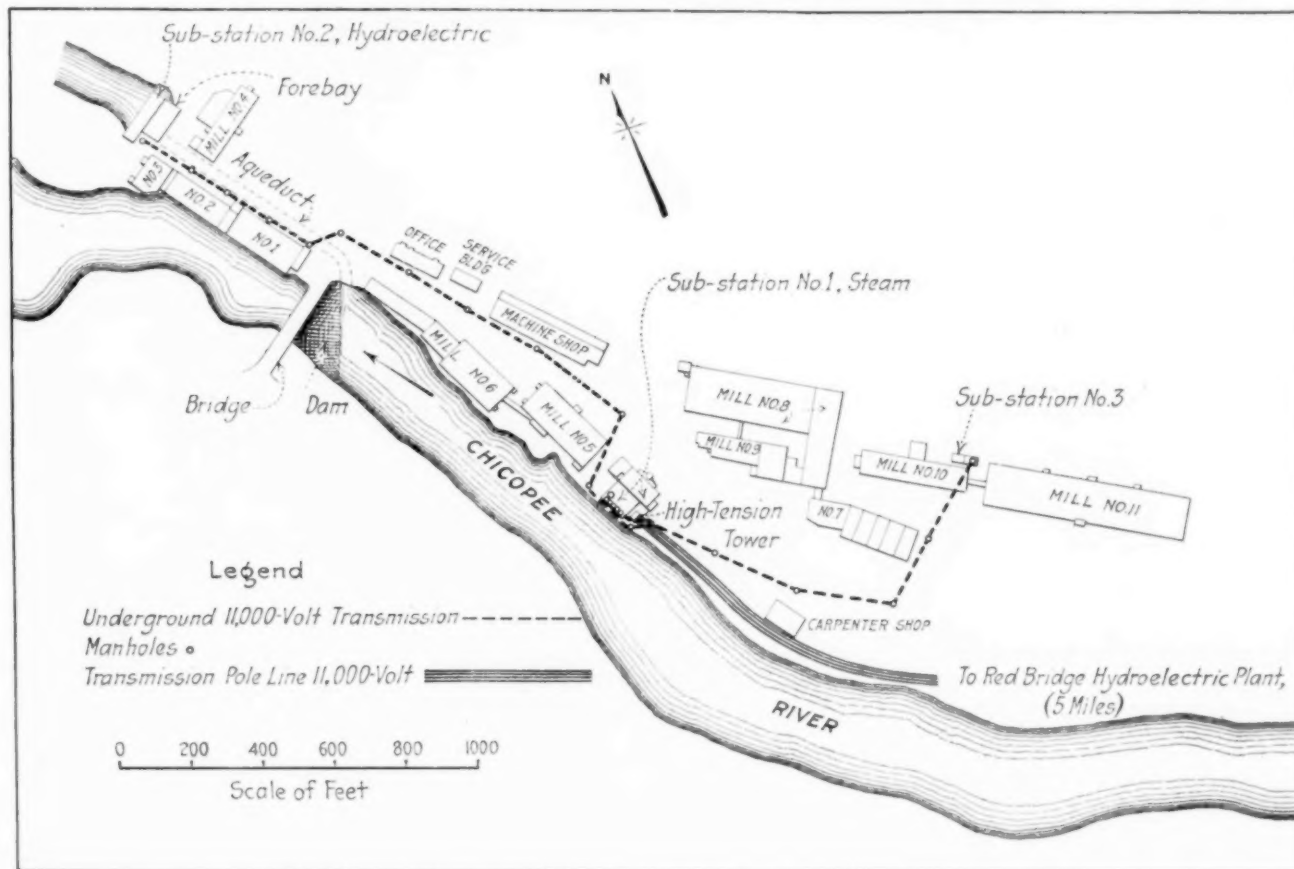 Sub-station No.2, Hydroelectric
Forebay
MILL NO.4
N
Aqueduct
NO.3
NO.2
NO.1
OFFICE
SERVICE
BLD'G
MACHINE SHOP
Sub-station No.1, Steam
MILL NO.6
MILL NO.5
Bridge
Dam
CHICOPEE
MILL NO.8
MILL NO.9
Sub-station No.3
MILL NO.10
MILL NO.11
NO.7
High-Tension
Tower
CARPENTER SHOP
Legend
Underground 11,000-Volt Transmission
Manholes
Transmission Pole Line 11,000-Volt
To Red Bridge Hydroelectric Plant,
(5 Miles)
RIVER
0 200 400 600 800 1000
Scale of Feet